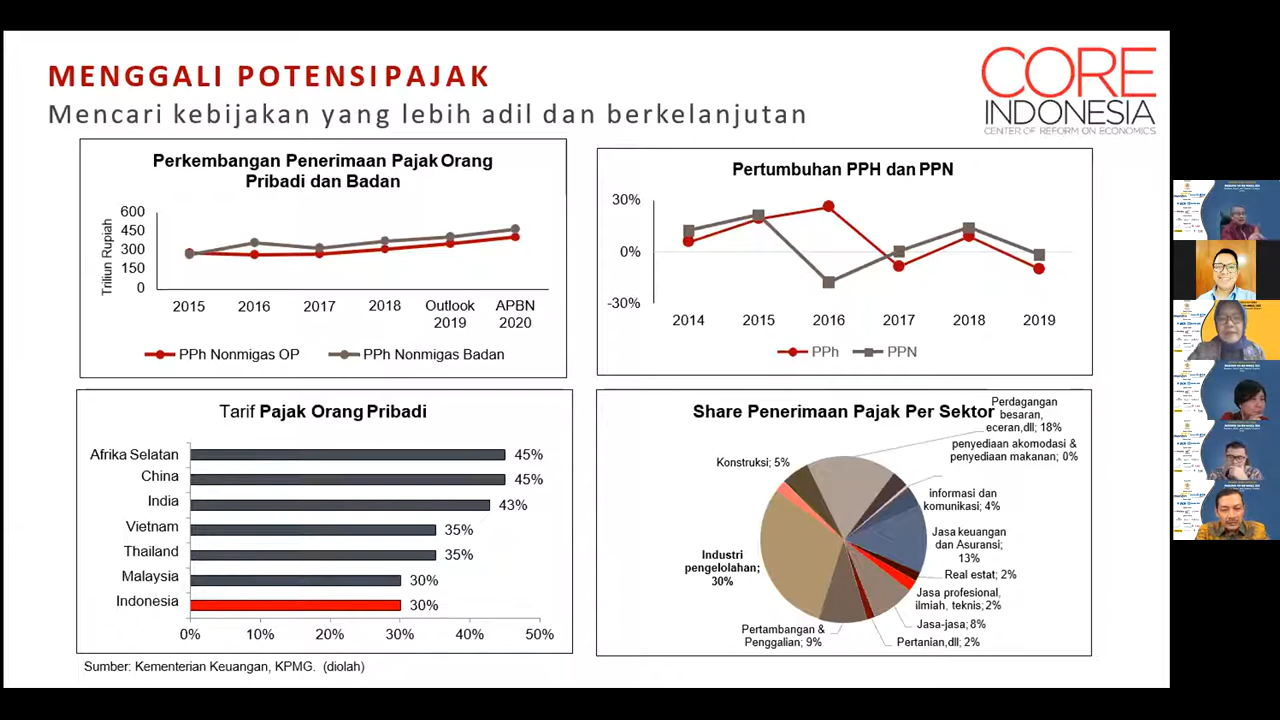 MENGGALI POTENSI PAJAK
Mencari kebijakan yang lebih adil dan berkelanjutan
CORE
INDONESIA
CENTER OF REFORM ON ECONOMICS
Perkembangan Penerimaan Pajak Orang
Pribadi dan Badan
Triliun Rupiah
600
450
300
150
0
2015
2016
2017
2018
Outlook
2019
APBN
2020
PPh Nonmigas OP
PPh Nonmigas Badan
Pertumbuhan PPH dan PPN
30%
0%
-30%
2014
2015
2016
2017
2018
2019
PPh
PPN
Tarif Pajak Orang Pribadi
Afrika Selatan
45%
China
45%
India
43%
Vietnam
35%
Thailand
35%
Malaysia
30%
Indonesia
30%
0%
10%
20%
30%
40%
50%
Share Penerimaan Pajak Per Sektor
Perdagangan
besaran,
eceran,dll; 18%
penyediaan akomodasi &
penyediaan makanan; 0%
Konstruksi; 5%
informasi dan
komunikasi; 4%
Jasa keuangan
dan Asuransi;
13%
Industri
pengelolahan;
30%
Real estat; 2%
Jasa profesional,
ilmiah, teknis; 2%
Jasa-jasa; 8%
Pertambangan &
Penggalian; 9%
Pertanian,dll; 2%
Sumber: Kementerian Keuangan, KPMG. (diolah)